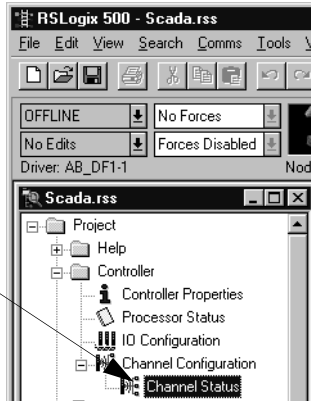 RSLogix 500 - Scada.rss
File Edit View Search Comms Tools
OFFLINE No Forces
No Edits Forces Disabled
Driver: AB_DF1-1 Nod
Scada.rss
Project
Help
Controller
Controller Properties
Processor Status
IO Configuration
Channel Configuration
Channel Status